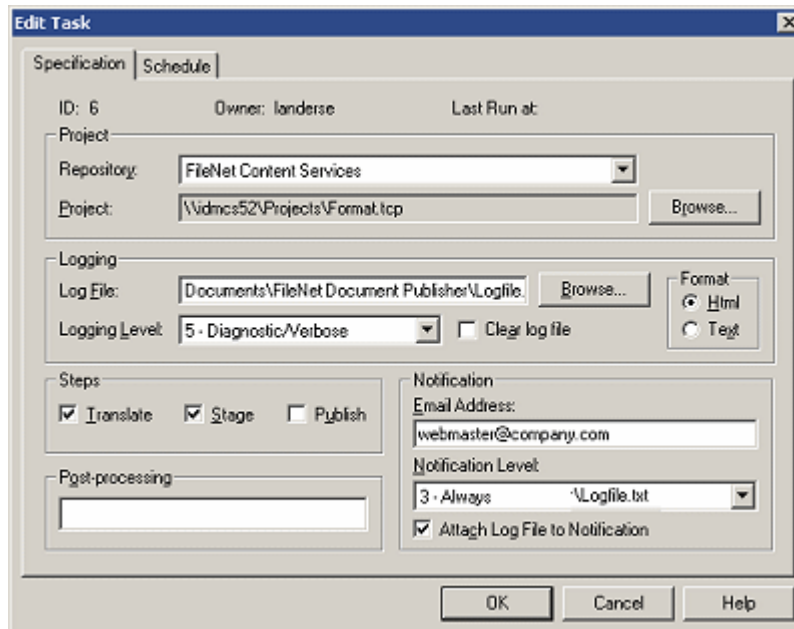 Edit Task
Specification Schedule
ID: 6 Owner: landerse Last Run at:
Project
Repository: FileNet Content Services
Project: \\idmcs52\Projects\Format.tcp Browse...
Logging
Log File: Documents\FileNet Document Publisher\Logfile. Browse...
Format
Html
Logging Level: 5 - Diagnostic/Verbose Clear log file
Text
Steps
Translate Stage Publish
Notification
Email Address:
webmaster@company.com
Post-processing
Notification Level:
3 - Always :\Logfile.txt
Attach Log File to Notification
OK Cancel Help